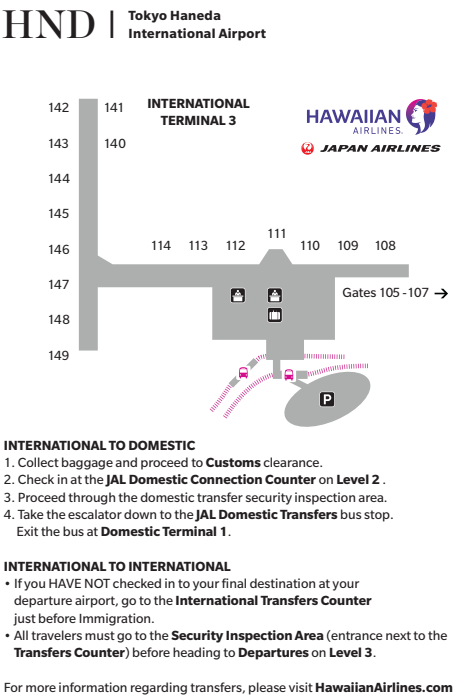 HND | Tokyo Haneda
International Airport
INTERNATIONAL
TERMINAL 3
HAWAIIAN
AIRLINES.
JAPAN AIRLINES
142 141
143 140
144
145
146
147
148
149
114 113 112 111 110 109 108
Gates 105 -107 →
P
INTERNATIONAL TO DOMESTIC
1. Collect baggage and proceed to Customs clearance.
2. Check in at the JAL Domestic Connection Counter on Level 2 .
3. Proceed through the domestic transfer security inspection area.
4. Take the escalator down to the JAL Domestic Transfers bus stop.
Exit the bus at Domestic Terminal 1.
INTERNATIONAL TO INTERNATIONAL
• If you HAVE NOT checked in to your final destination at your
departure airport, go to the International Transfers Counter
just before Immigration.
• All travelers must go to the Security Inspection Area (entrance next to the
Transfers Counter) before heading to Departures on Level 3.
For more information regarding transfers, please visit HawaiianAirlines.com